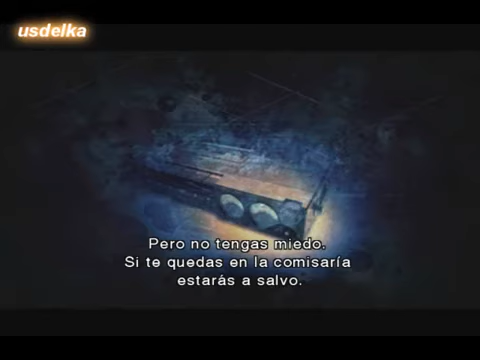 usdelka
Pero no tengas miedo.
Si te quedas en la comisaría
estarás a salvo.